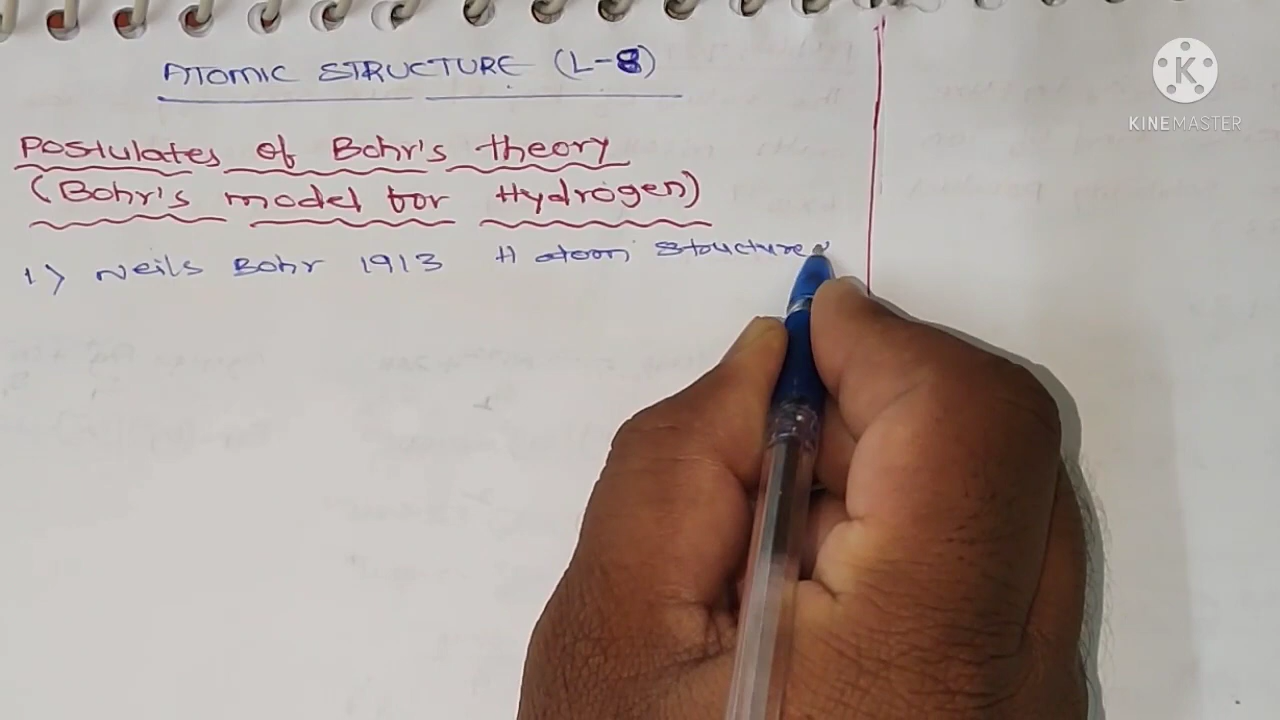 ATOMIC STRUCTURE (L-8)
Postulates of Bohr's theory
(Bohr's model for Hydrogen)
1) Neils Bohr 1913 H atom Structure
KINEMASTER